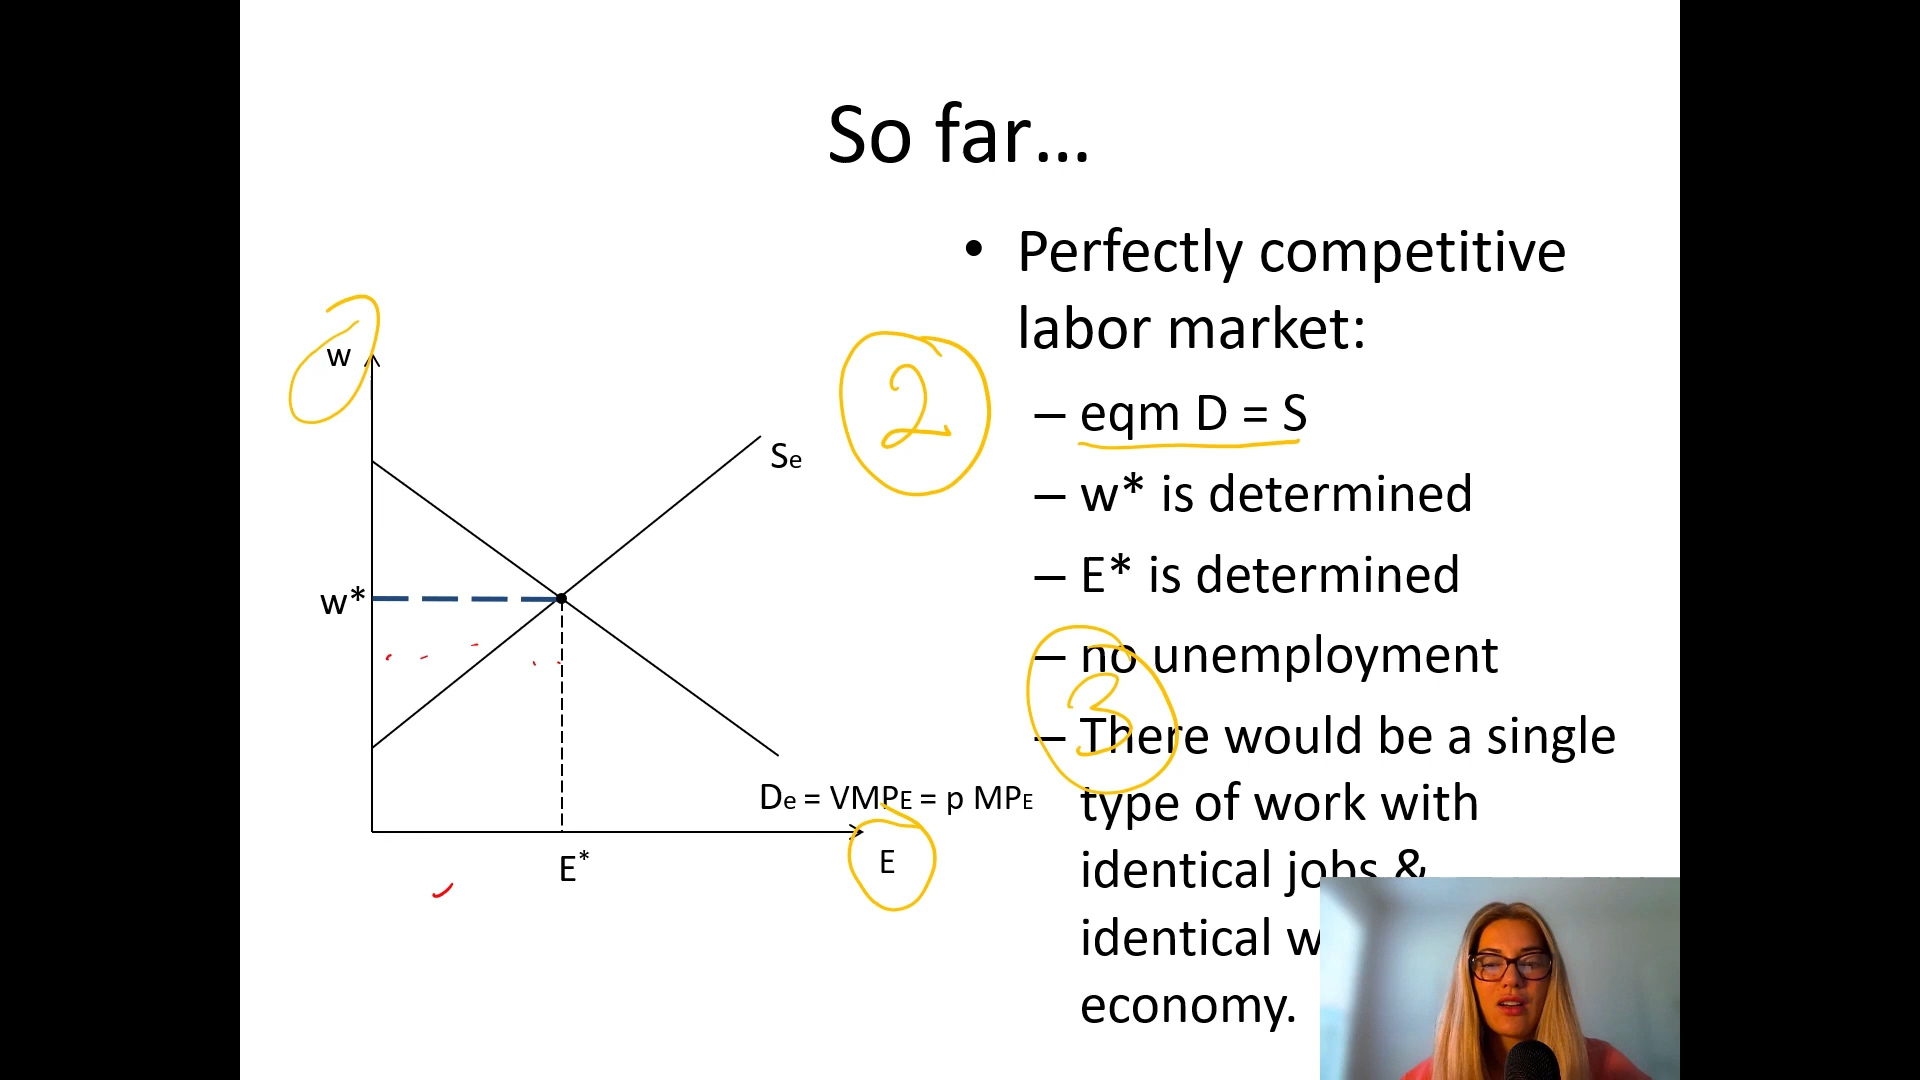 So far...
• Perfectly competitive
labor market:
– eqm D = S
– w* is determined
– E* is determined
– no unemployment
– There would be a single
type of work with
identical jobs &
identical
economy.
w
Se
w*
De = VMPE = p MPE
E*
E
2
3